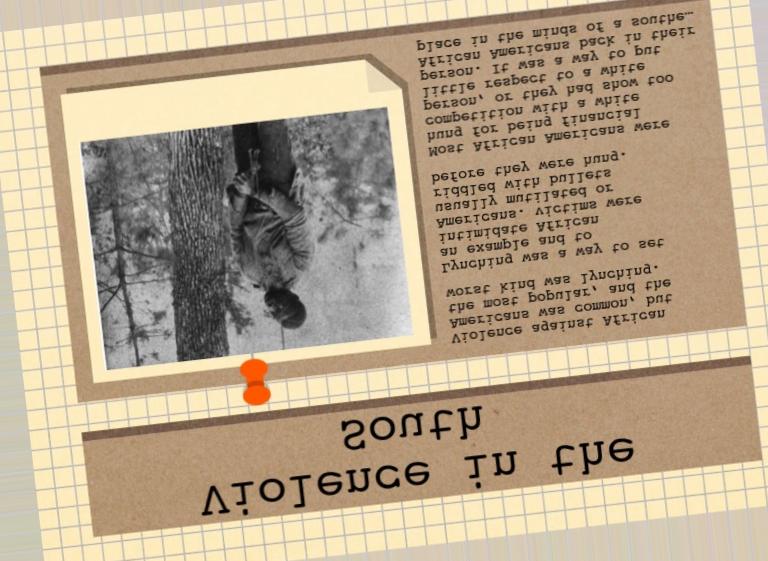 Violence in the
South
Violence against African
Americans was common, but
the most popular, and the
worst kind was lynching.
Lynching was a way to set
an example and to
intimidate African
Americans. Victims were
usually mutilated or
riddled with bullets
before they were hung.
Most African Americans were
hung for being financial
competition with a white
person, or they had show too
little respect to a white
person. It was a way to put
African Americans back in their
place in the minds of a southe…